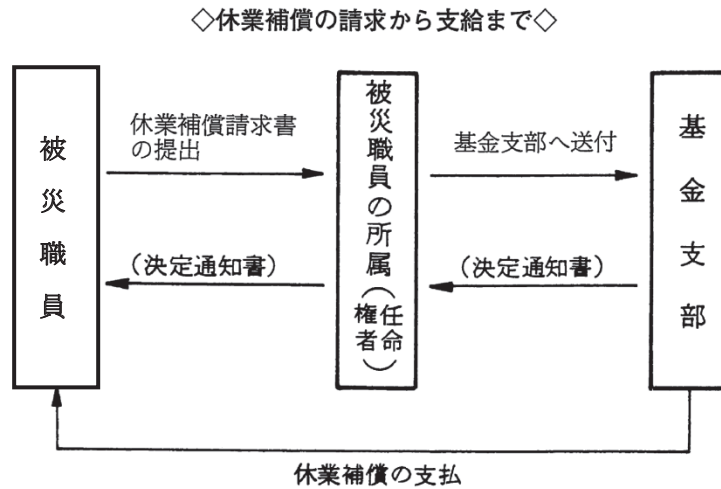 ◇休業補償の請求から支給まで◇
被災職員
休業補償請求書
の提出
被災職員の所属（任命権者）
基金支部へ送付
基金支部
（決定通知書）
（決定通知書）
休業補償の支払